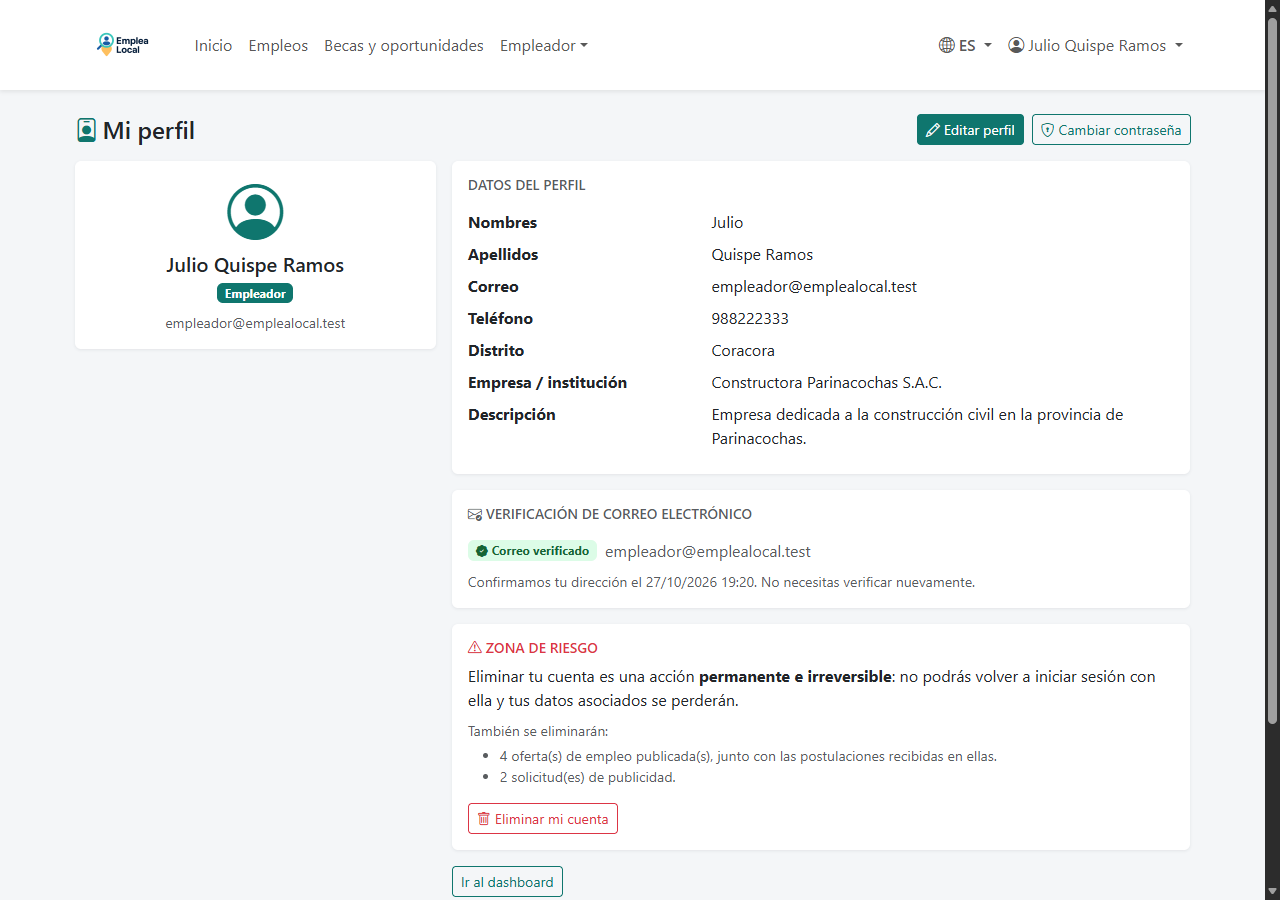 Emplea
Local
Inicio
Empleos
Becas y oportunidades
Empleador
ES
Julio Quispe Ramos
Mi perfil
Editar perfil
Cambiar contraseña
Julio Quispe Ramos
Empleador
empleador@emplealocal.test
DATOS DEL PERFIL
Nombres Julio
Apellidos Quispe Ramos
Correo empleador@emplealocal.test
Teléfono 988222333
Distrito Coracora
Empresa / institución Constructora Parinacochas S.A.C.
Descripción Empresa dedicada a la construcción civil en la provincia de
Parinacochas.
VERIFICACIÓN DE CORREO ELECTRÓNICO
Correo verificado empleador@emplealocal.test
Confirmamos tu dirección el 27/10/2026 19:20. No necesitas verificar nuevamente.
ZONA DE RIESGO
Eliminar tu cuenta es una acción permanente e irreversible: no podrás volver a iniciar sesión con
ella y tus datos asociados se perderán.
También se eliminarán:
• 4 oferta(s) de empleo publicada(s), junto con las postulaciones recibidas en ellas.
• 2 solicitud(es) de publicidad.
Eliminar mi cuenta
Ir al dashboard